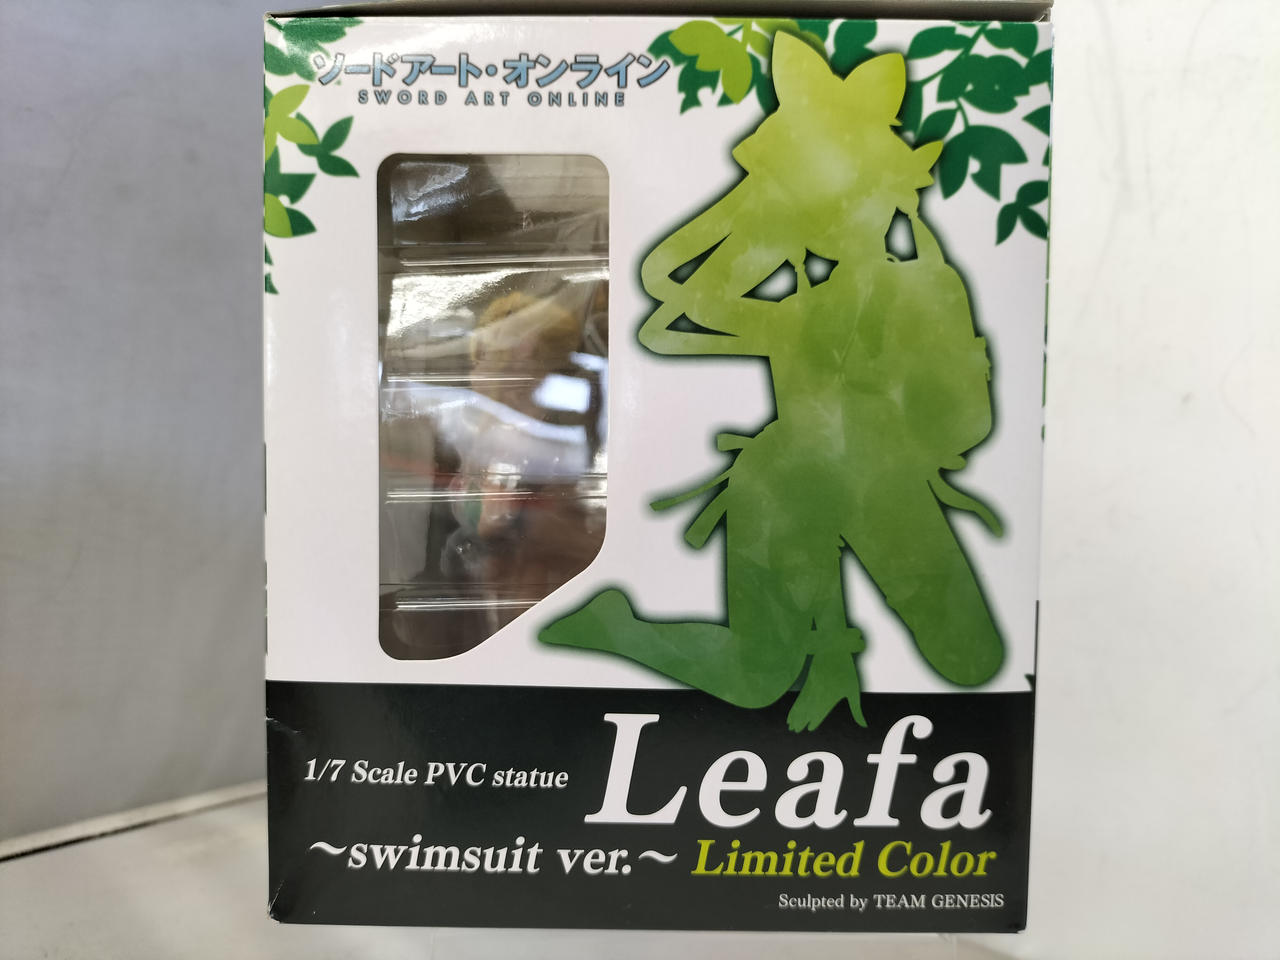 ソードアート・オンライン
SWORD ART ONLINE
Leafa
1/7 Scale PVC statue
~swimsuit ver.~ Limited Color
Sculpted by TEAM GENESIS